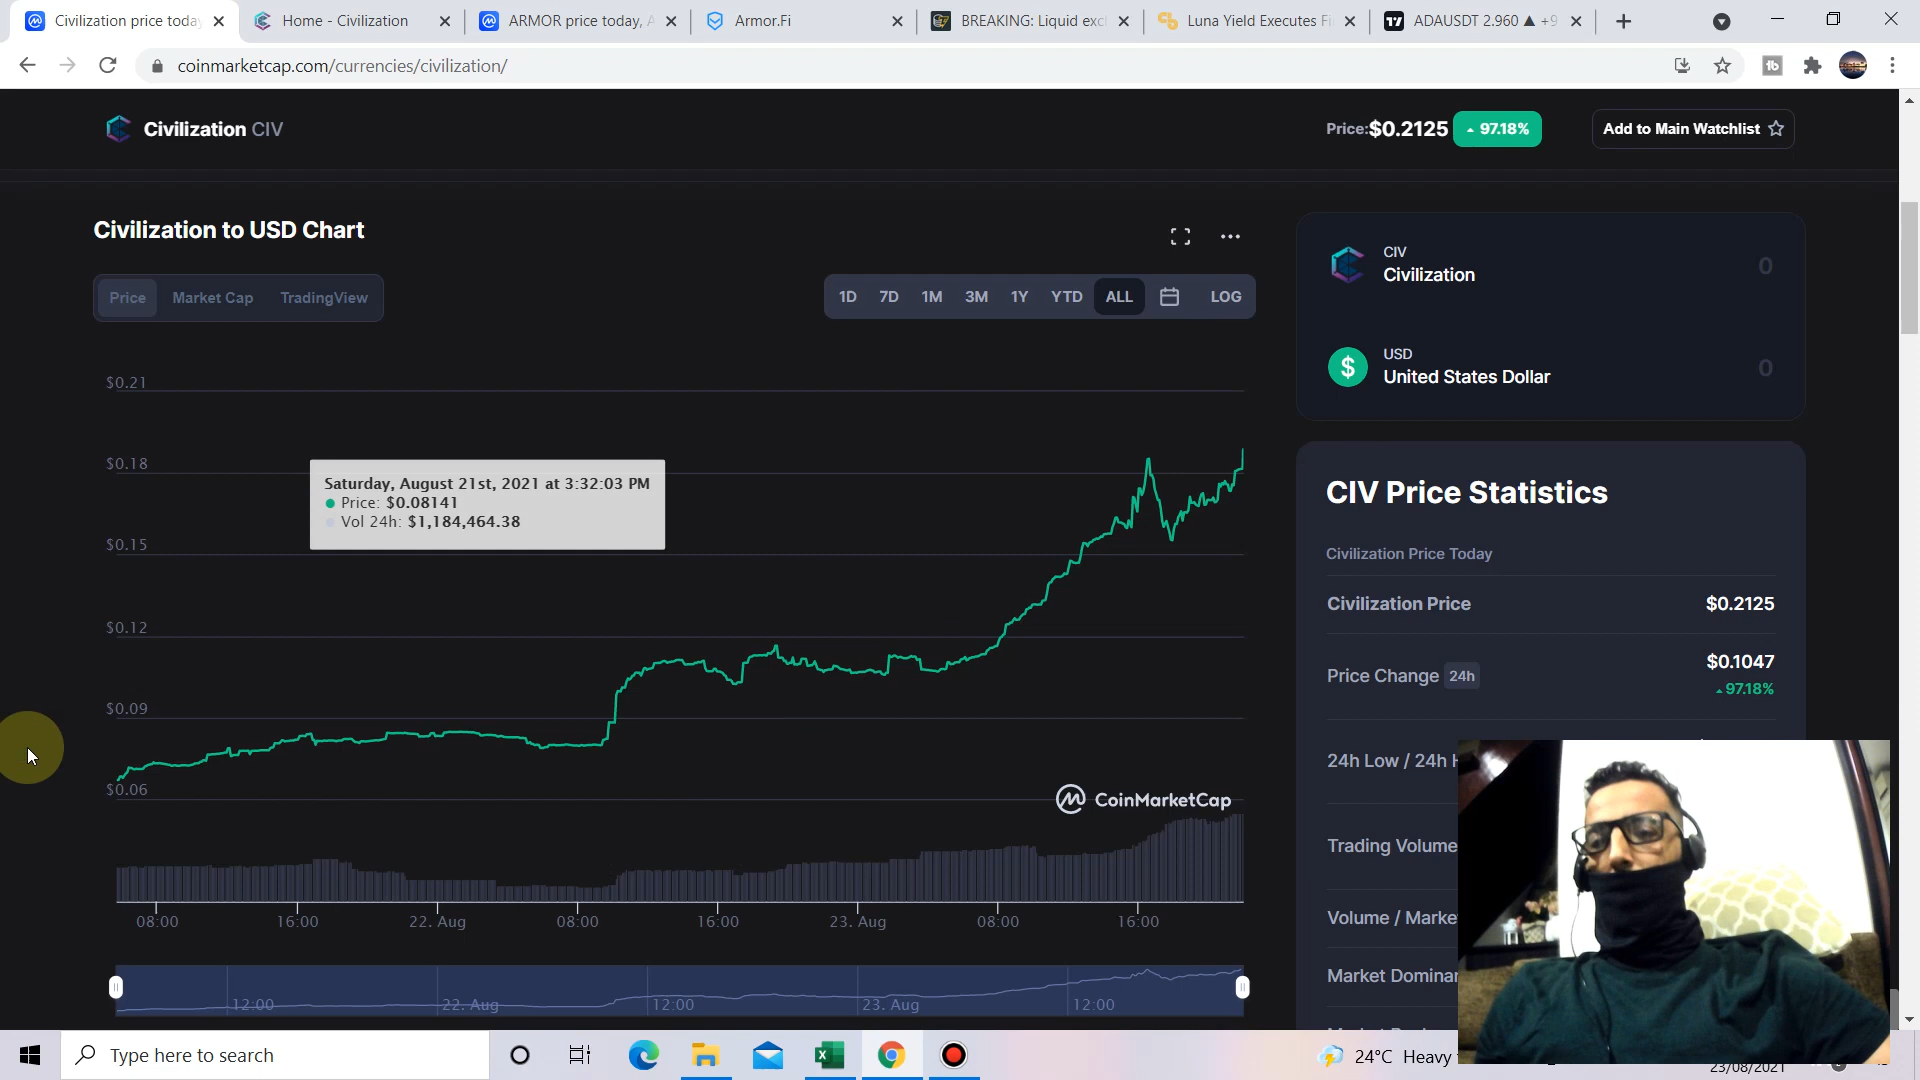 Civilization price toda
Home - Civilization
ARMOR price today, A
Armor.Fi
BREAKING: Liquid exc
Luna Yield Executes Fi
ADAUSDT 2.960 ▲ +9
coinmarketcap.com/currencies/civilization/
Civilization CIV
Price:$0.2125
97.18%
Add to Main Watchlist
Civilization to USD Chart
Price
Market Cap
TradingView
1D
7D
1M
3M
1Y
YTD
ALL
LOG
CIV
Civilization
0
USD
United States Dollar
0
$0.21
$0.18
$0.15
$0.12
$0.09
$0.06
Saturday, August 21st, 2021 at 3:32:03 PM
Price: $0.08141
Vol 24h: $1,184,464.38
CoinMarketCap
08:00
16:00
22. Aug
08:00
16:00
23. Aug
08:00
16:00
12:00
22. Aug
12:00
23. Aug
12:00
CIV Price Statistics
Civilization Price Today
Civilization Price
$0.2125
Price Change 24h
$0.1047
97.18%
24h Low / 24h H
Trading Volume
Volume / Marke
Market Domina
Type here to search
24°C Heavy
23/08/2021